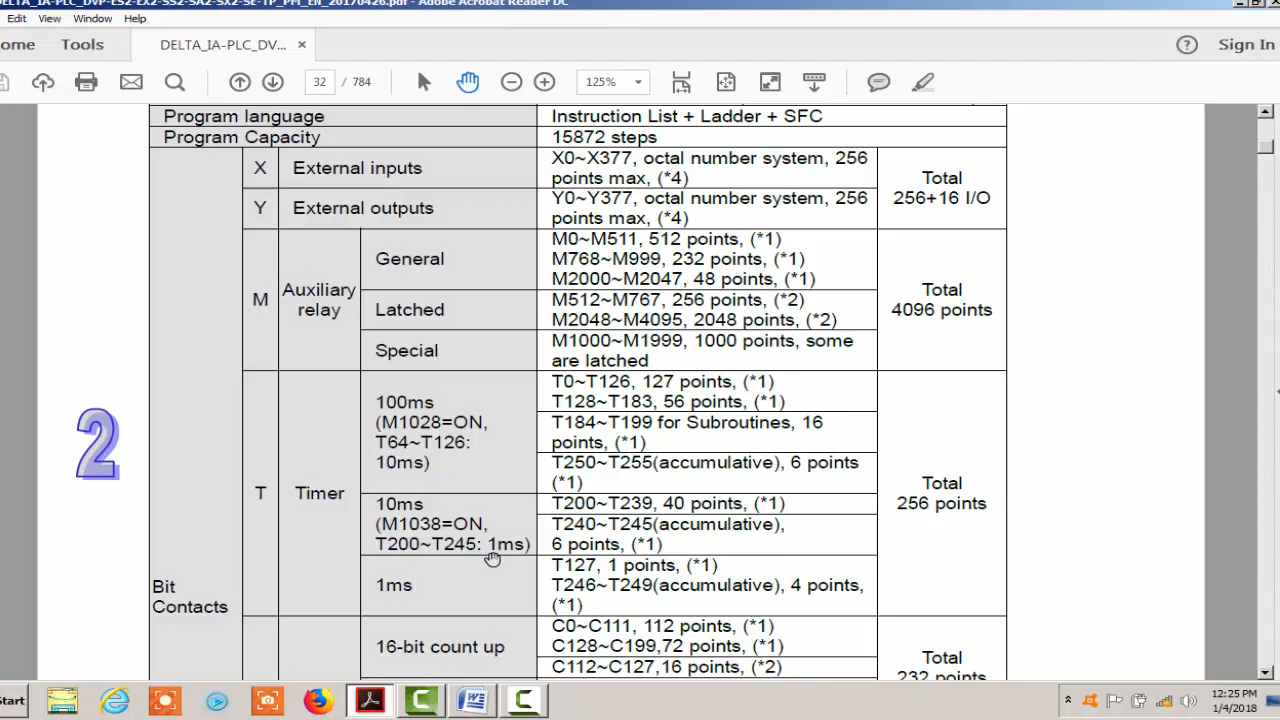 DELTA_IA-PLC_DVP-ES2-EX2-SS2-SA2-SX2-SE-TP_PM_EN_20170426.pdf - Adobe Acrobat Reader DC
Edit View Window Help
ome Tools DELTA_IA-PLC_DV... × Sign In
32 / 784 125%
Program language Instruction List + Ladder + SFC
Program Capacity 15872 steps
X External inputs X0~X377, octal number system, 256
points max, (*4)
Total
256+16 I/O
Y External outputs Y0~Y377, octal number system, 256
points max, (*4)
M Auxiliary
relay
General
M0~M511, 512 points, (*1)
M768~M999, 232 points, (*1)
M2000~M2047, 48 points, (*1)
Total
4096 points
Latched
M512~M767, 256 points, (*2)
M2048~M4095, 2048 points, (*2)
Special
M1000~M1999, 1000 points, some
are latched
2
T Timer
100ms
(M1028=ON,
T64~T126:
10ms)
T0~T126, 127 points, (*1)
T128~T183, 56 points, (*1)
T184~T199 for Subroutines, 16
points, (*1)
T250~T255(accumulative), 6 points
(*1)
Total
256 points
10ms
(M1038=ON,
T200~T245: 1ms)
T200~T239, 40 points, (*1)
T240~T245(accumulative),
6 points, (*1)
1ms
T127, 1 points, (*1)
T246~T249(accumulative), 4 points,
(*1)
Bit
Contacts
16-bit count up
C0~C111, 112 points, (*1)
C128~C199,72 points, (*1)
C112~C127,16 points, (*2)
Total
232 points
Start
12:25 PM
1/4/2018